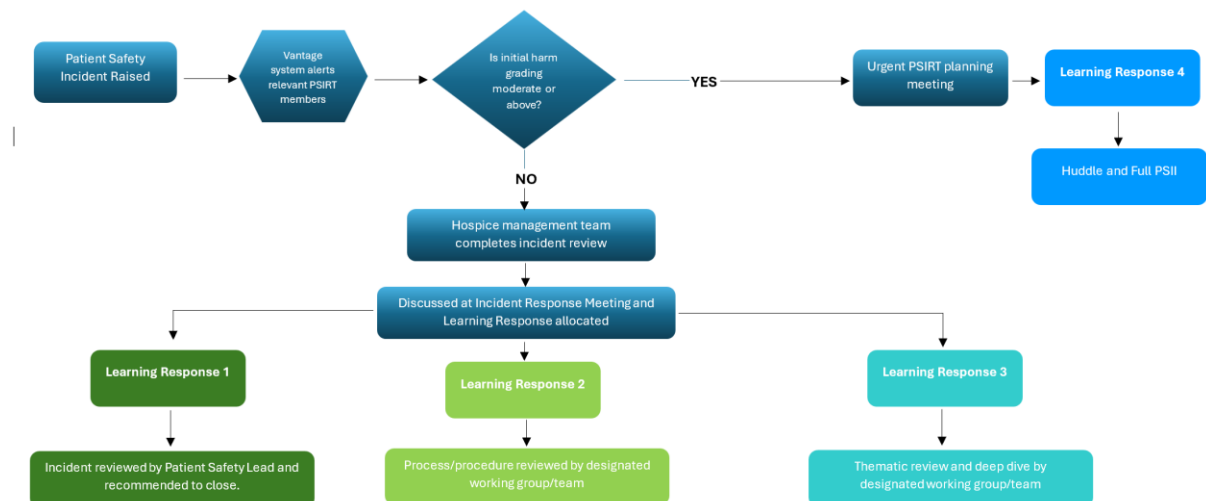 Patient Safety
Incident Raised
Vantage
system alerts
relevant PSIRT
members
Is initial harm
grading
moderate or
above?
YES
Urgent PSIRT planning
meeting
Learning Response 4
Huddle and Full PSII
NO
Hospice management team
completes incident review
Discussed at Incident Response Meeting and
Learning Response allocated
Learning Response 1
Learning Response 2
Learning Response 3
Incident reviewed by Patient Safety Lead and
recommended to close.
Process/procedure reviewed by designated
working group/team
Thematic review and deep dive by
designated working group/team